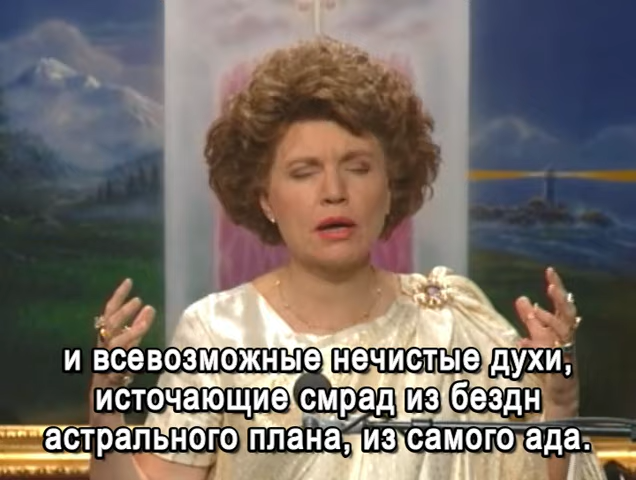 и всевозможные нечистые духи,
источающие смрад из бездн
астрального плана, из самого ада.